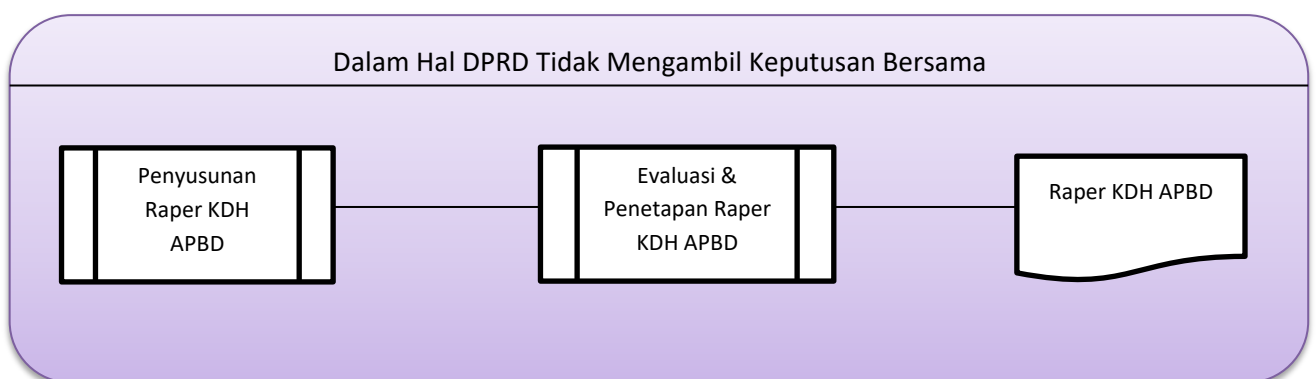 Dalam Hal DPRD Tidak Mengambil Keputusan Bersama
Penyusunan
Raper KDH
APBD
Evaluasi &
Penetapan Raper
KDH APBD
Raper KDH APBD